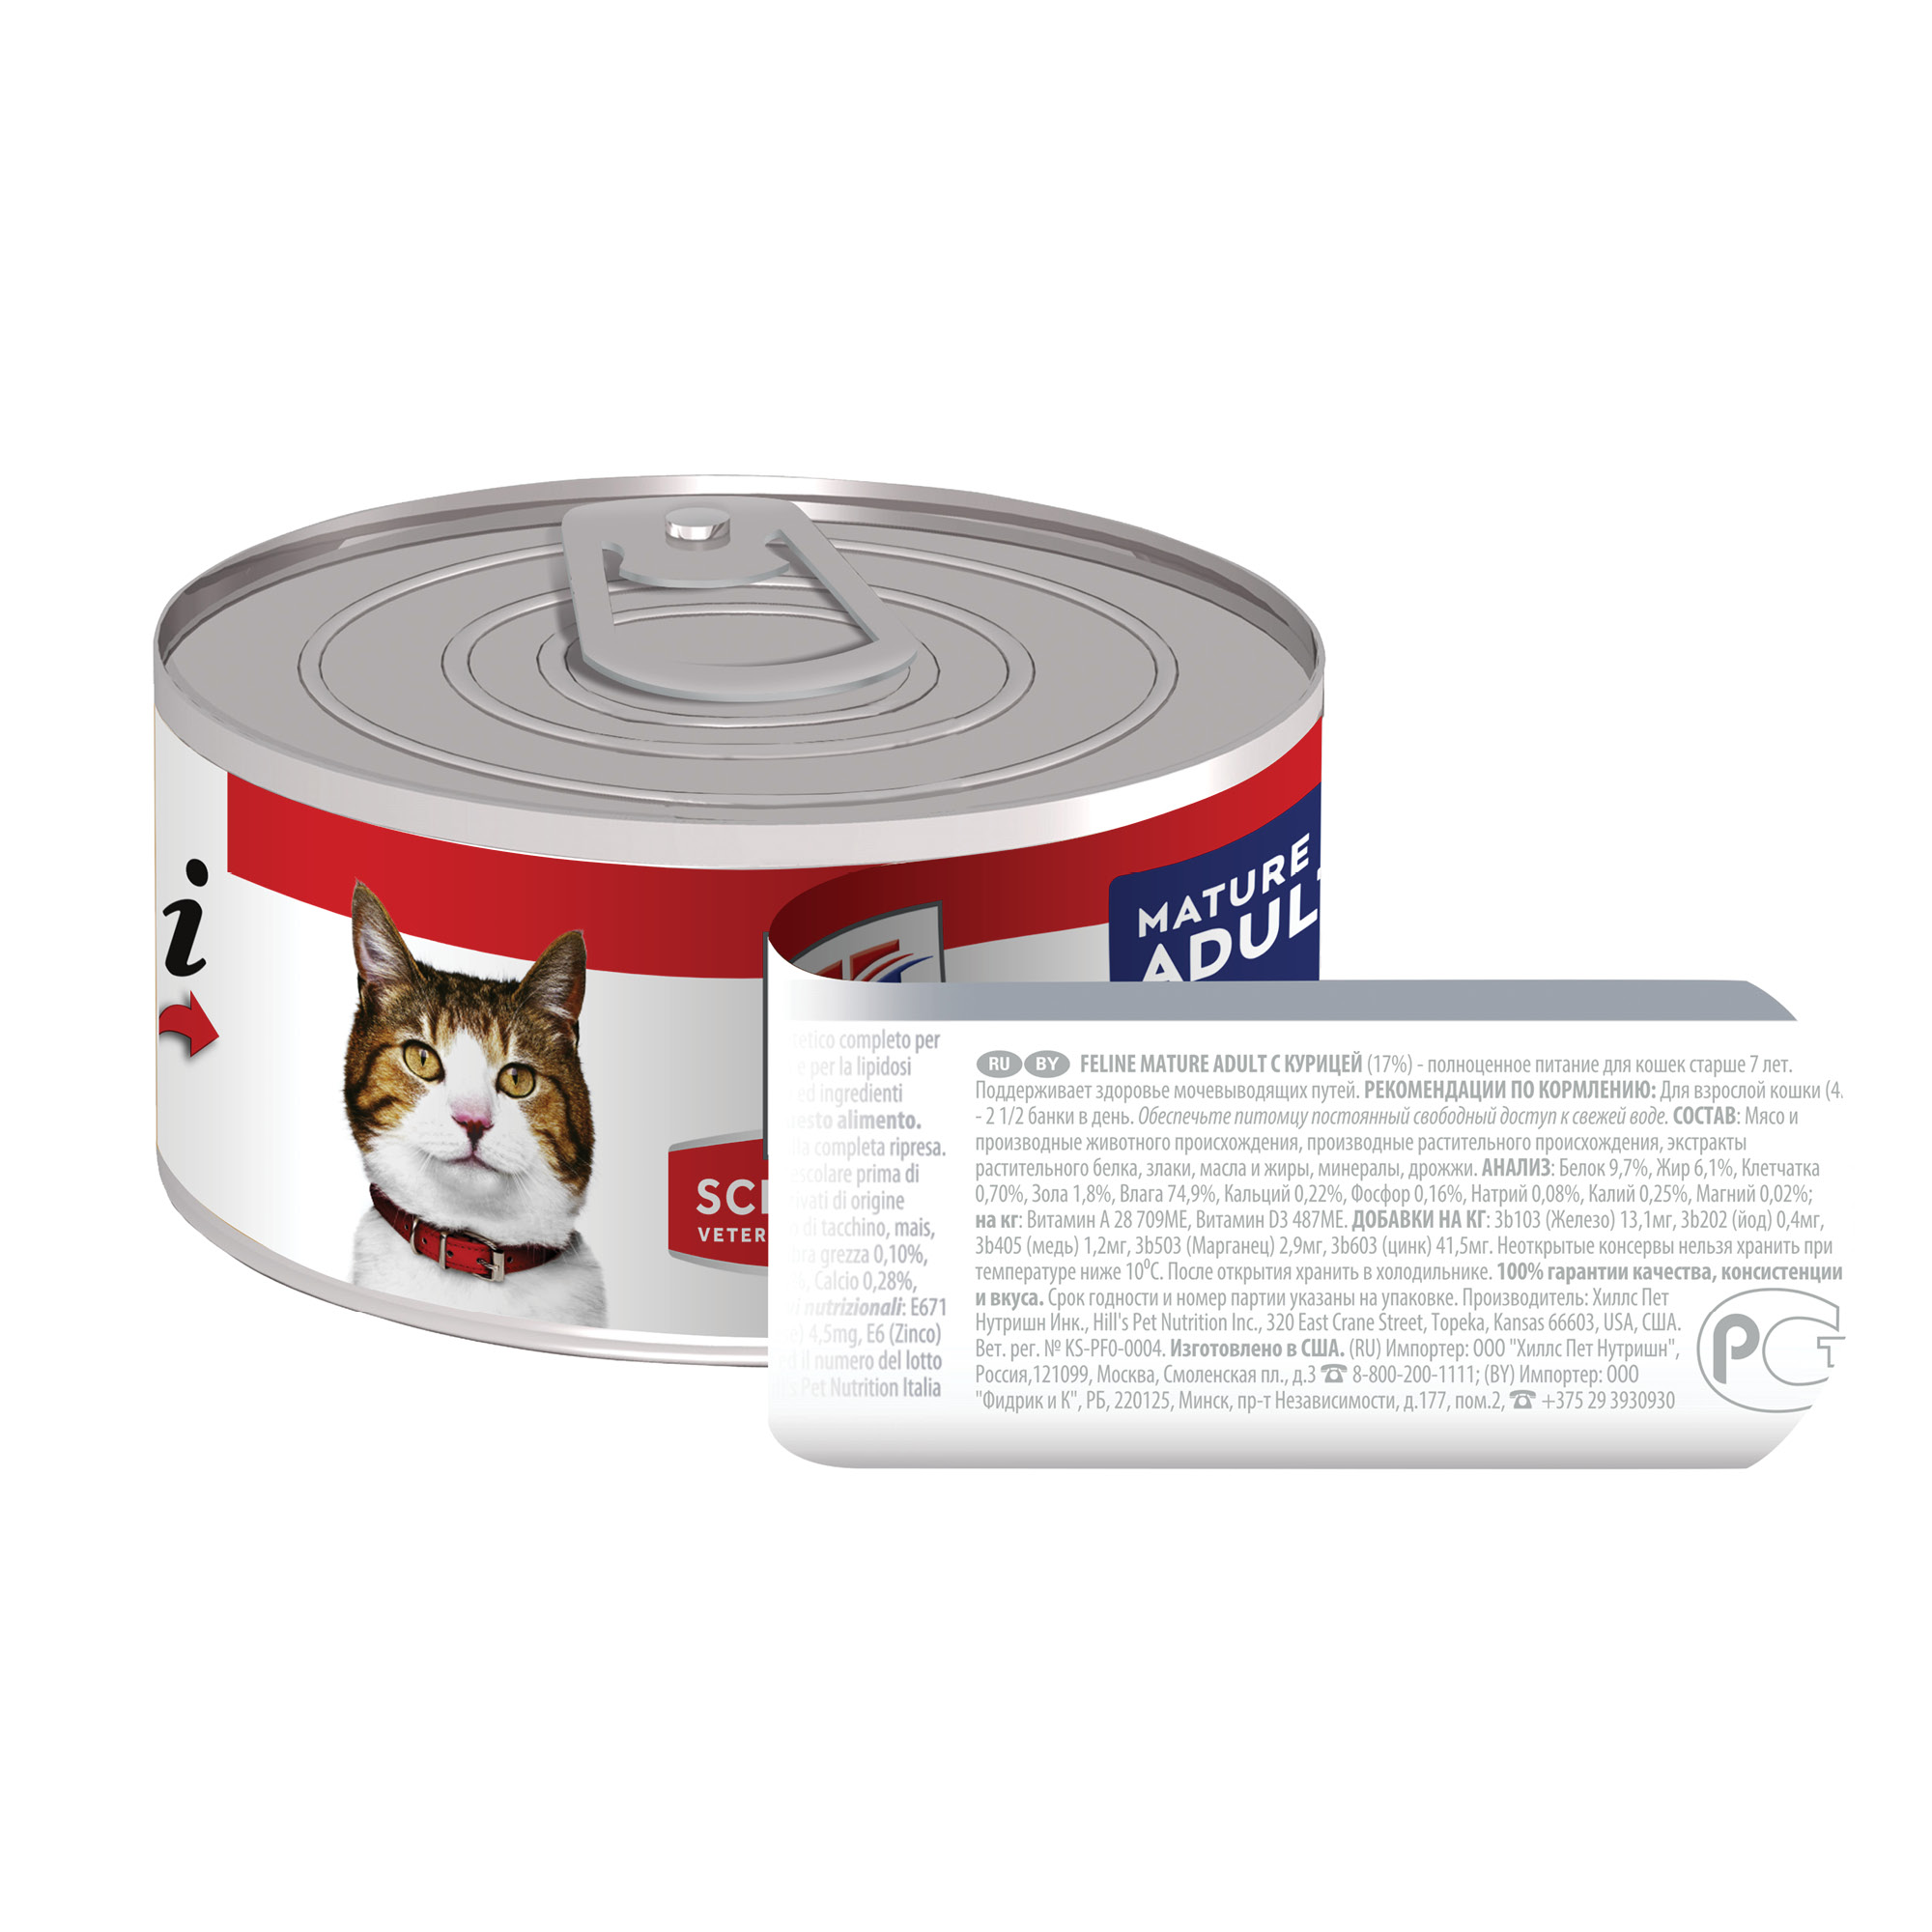 i
MATURE
ADUL
SC
VETER
etico completo per
e per la lipidosi
ed ingredienti
esto alimento.
la completa ripresa.
scolare prima di
ivati di origine
di tacchino, mais,
bra grezza 0,10%,
Calcio 0,28%,
i nutrizionali: E671
4,5mg, E6 (Zinco)
il numero del lotto
Pet Nutrition Italia
RU BY FELINE MATURE ADULT С КУРИЦЕЙ (17%) - полноценное питание для кошек старше 7 лет.
Поддерживает здоровье мочевыводящих путей. РЕКОМЕНДАЦИИ ПО КОРМЛЕНИЮ: Для взрослой кошки (4.
- 2 1/2 банки в день. Обеспечьте питомцу постоянный свободный доступ к свежей воде. СОСТАВ: Мясо и
производные животного происхождения, производные растительного происхождения, экстракты
растительного белка, злаки, масла и жиры, минералы, дрожжи. АНАЛИЗ: Белок 9,7%, Жир 6,1%, Клетчатка
0,70%, Зола 1,8%, Влага 74,9%, Кальций 0,22%, Фосфор 0,16%, Натрий 0,08%, Калий 0,25%, Магний 0,02%;
на кг: Витамин А 28 709МЕ, Витамин D3 487МЕ. ДОБАВКИ НА КГ: 3b103 (Железо) 13,1мг, 3b202 (йод) 0,4мг,
3b405 (медь) 1,2мг, 3b503 (Марганец) 2,9мг, 3b603 (цинк) 41,5мг. Неоткрытые консервы нельзя хранить при
температуре ниже 10⁰С. После открытия хранить в холодильнике. 100% гарантии качества, консистенции
и вкуса. Срок годности и номер партии указаны на упаковке. Производитель: Хиллс Пет
Нутришн Инк., Hill's Pet Nutrition Inc., 320 East Crane Street, Topeka, Kansas 66603, USA, США.
Вет. рег. № KS-PF0-0004. Изготовлено в США. (RU) Импортер: ООО "Хиллс Пет Нутришн",
Россия,121099, Москва, Смоленская пл., д.3 ☎ 8-800-200-1111; (BY) Импортер: ООО
"Фидрик и К", РБ, 220125, Минск, пр-т Независимости, д.177, пом.2, ☎ +375 29 3930930